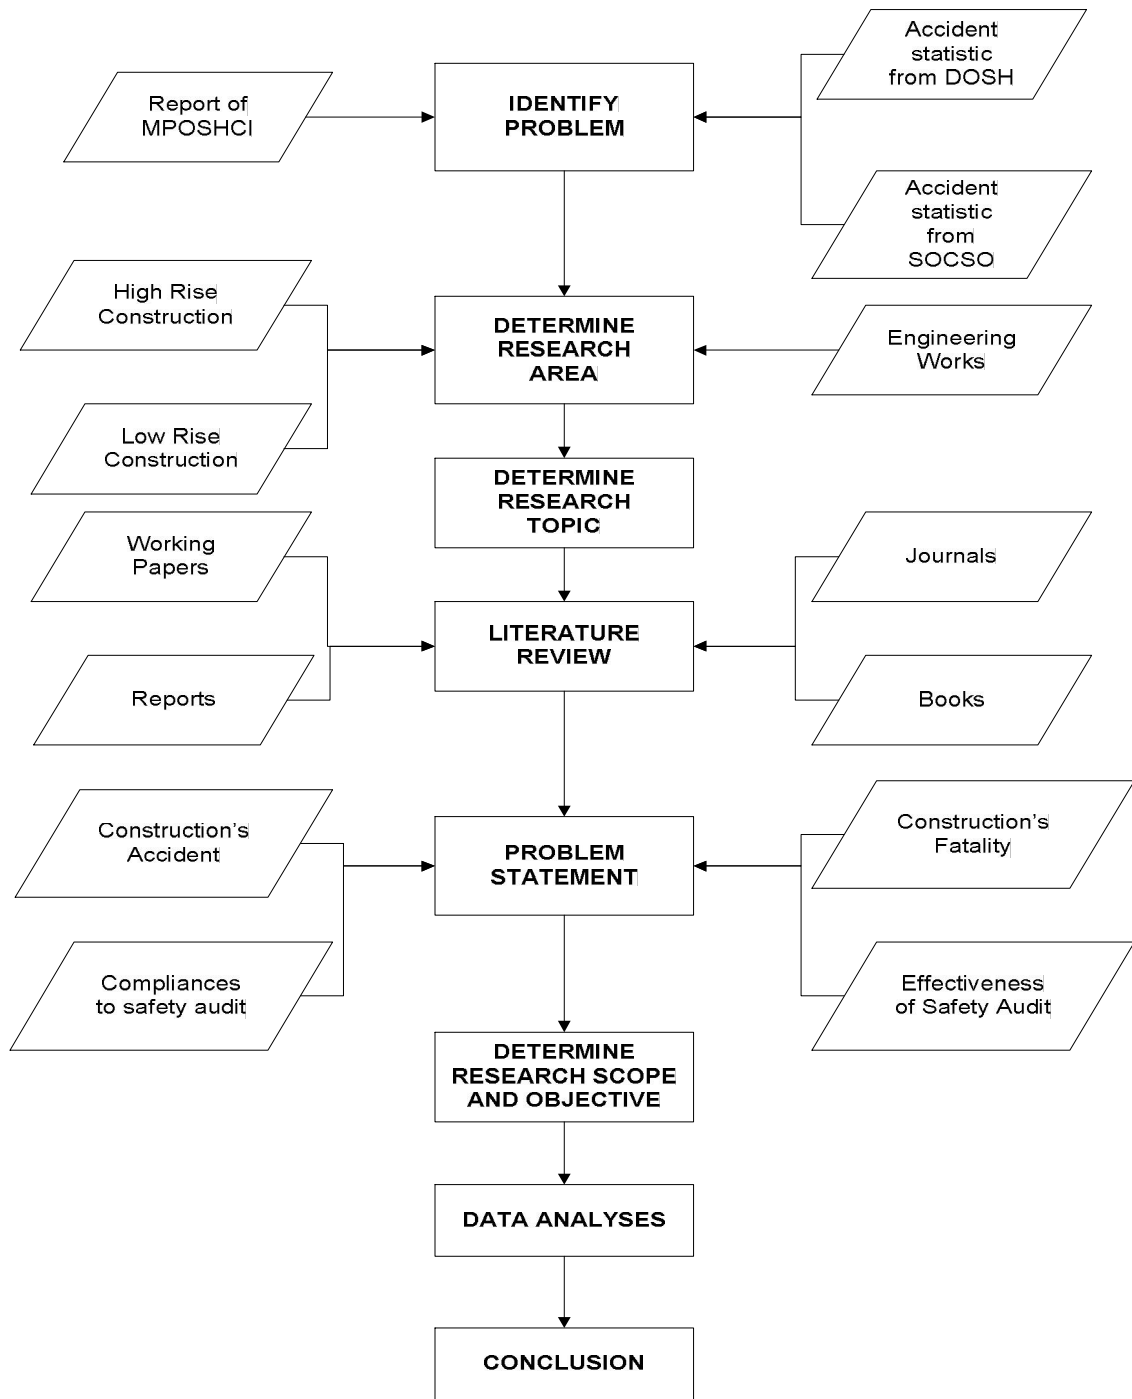 Accident
statistic
from DOSH
Report of
MPOSHCI
IDENTIFY
PROBLEM
Accident
statistic
from
SOCSO
High Rise
Construction
DETERMINE
RESEARCH
AREA
Engineering
Works
Low Rise
Construction
DETERMINE
RESEARCH
TOPIC
Working
Papers
Journals
LITERATURE
REVIEW
Reports
Books
Construction's
Accident
PROBLEM
STATEMENT
Construction's
Fatality
Compliances
to safety audit
Effectiveness
of Safety Audit
DETERMINE
RESEARCH SCOPE
AND OBJECTIVE
DATA ANALYSES
CONCLUSION